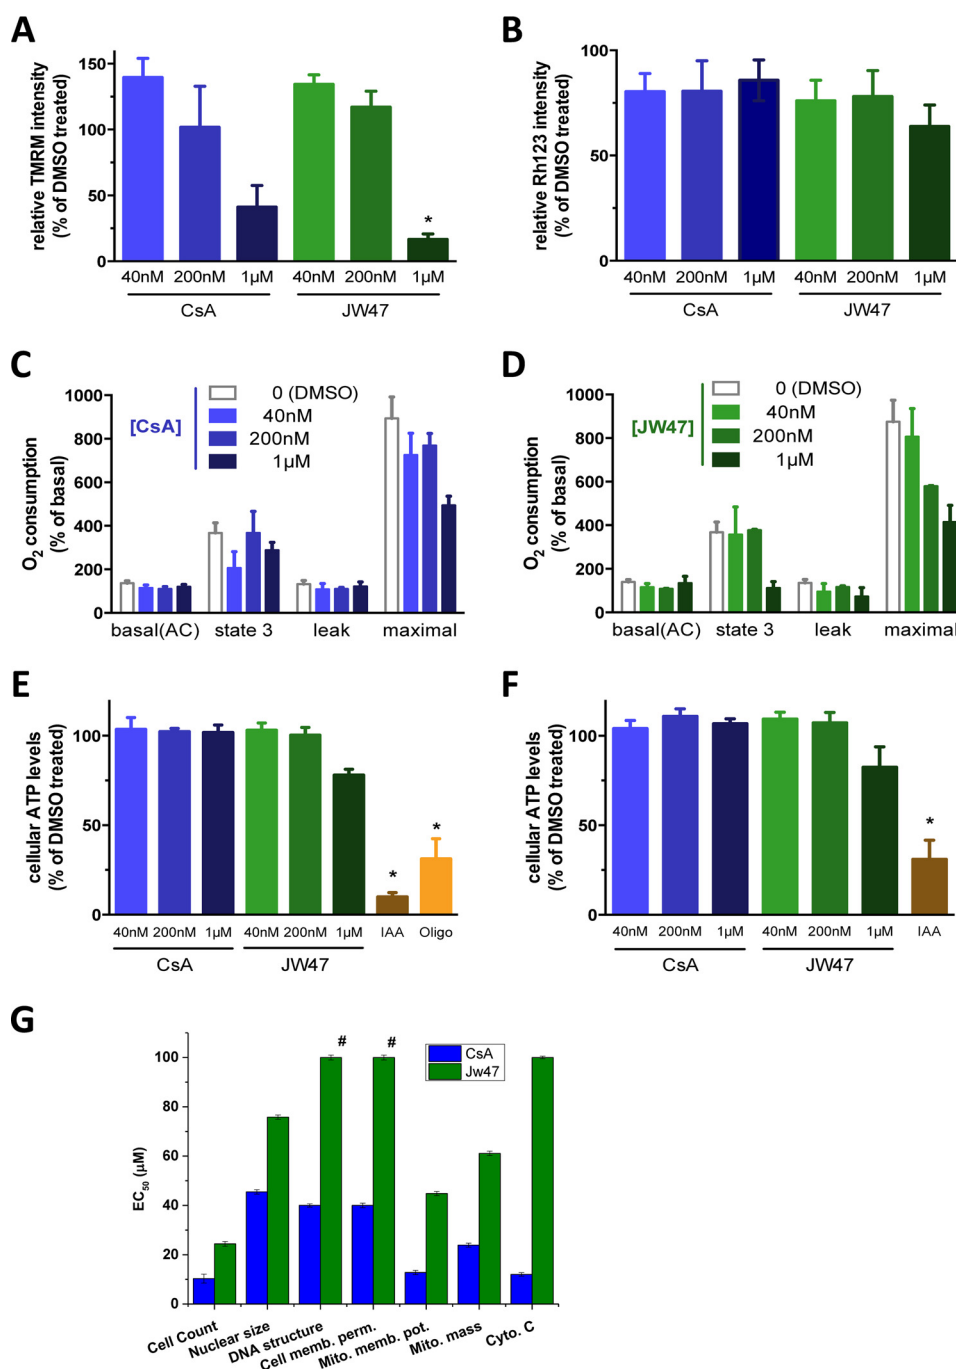 A
relative TMRM intensity
(% of DMSO treated)
150
100
50
0
40nM 200nM 1µM 40nM 200nM 1µM
*
CsA JW47
B
relative Rh123 intensity
(% of DMSO treated)
100
50
0
40nM 200nM 1µM 40nM 200nM 1µM
CsA JW47
C
O2 consumption
(% of basal)
1000
800
600
400
200
0
[CsA]
0 (DMSO)
40nM
200nM
1µM
basal(AC) state 3 leak maximal
D
O2 consumption
(% of basal)
1000
800
600
400
200
0
[JW47]
0 (DMSO)
40nM
200nM
1µM
basal(AC) state 3 leak maximal
E
cellular ATP levels
(% of DMSO treated)
100
50
0
* *
40nM 200nM 1µM 40nM 200nM 1µM IAA Oligo
CsA JW47
F
cellular ATP levels
(% of DMSO treated)
100
50
0
*
40nM 200nM 1µM 40nM 200nM 1µM IAA
CsA JW47
G
EC50 (µM)
100
80
60
40
20
0
# #
CsA
Jw47
Cell Count
Nuclear size
DNA structure
Cell memb. perm.
Mito. memb. pot.
Mito. mass
Cyto. C